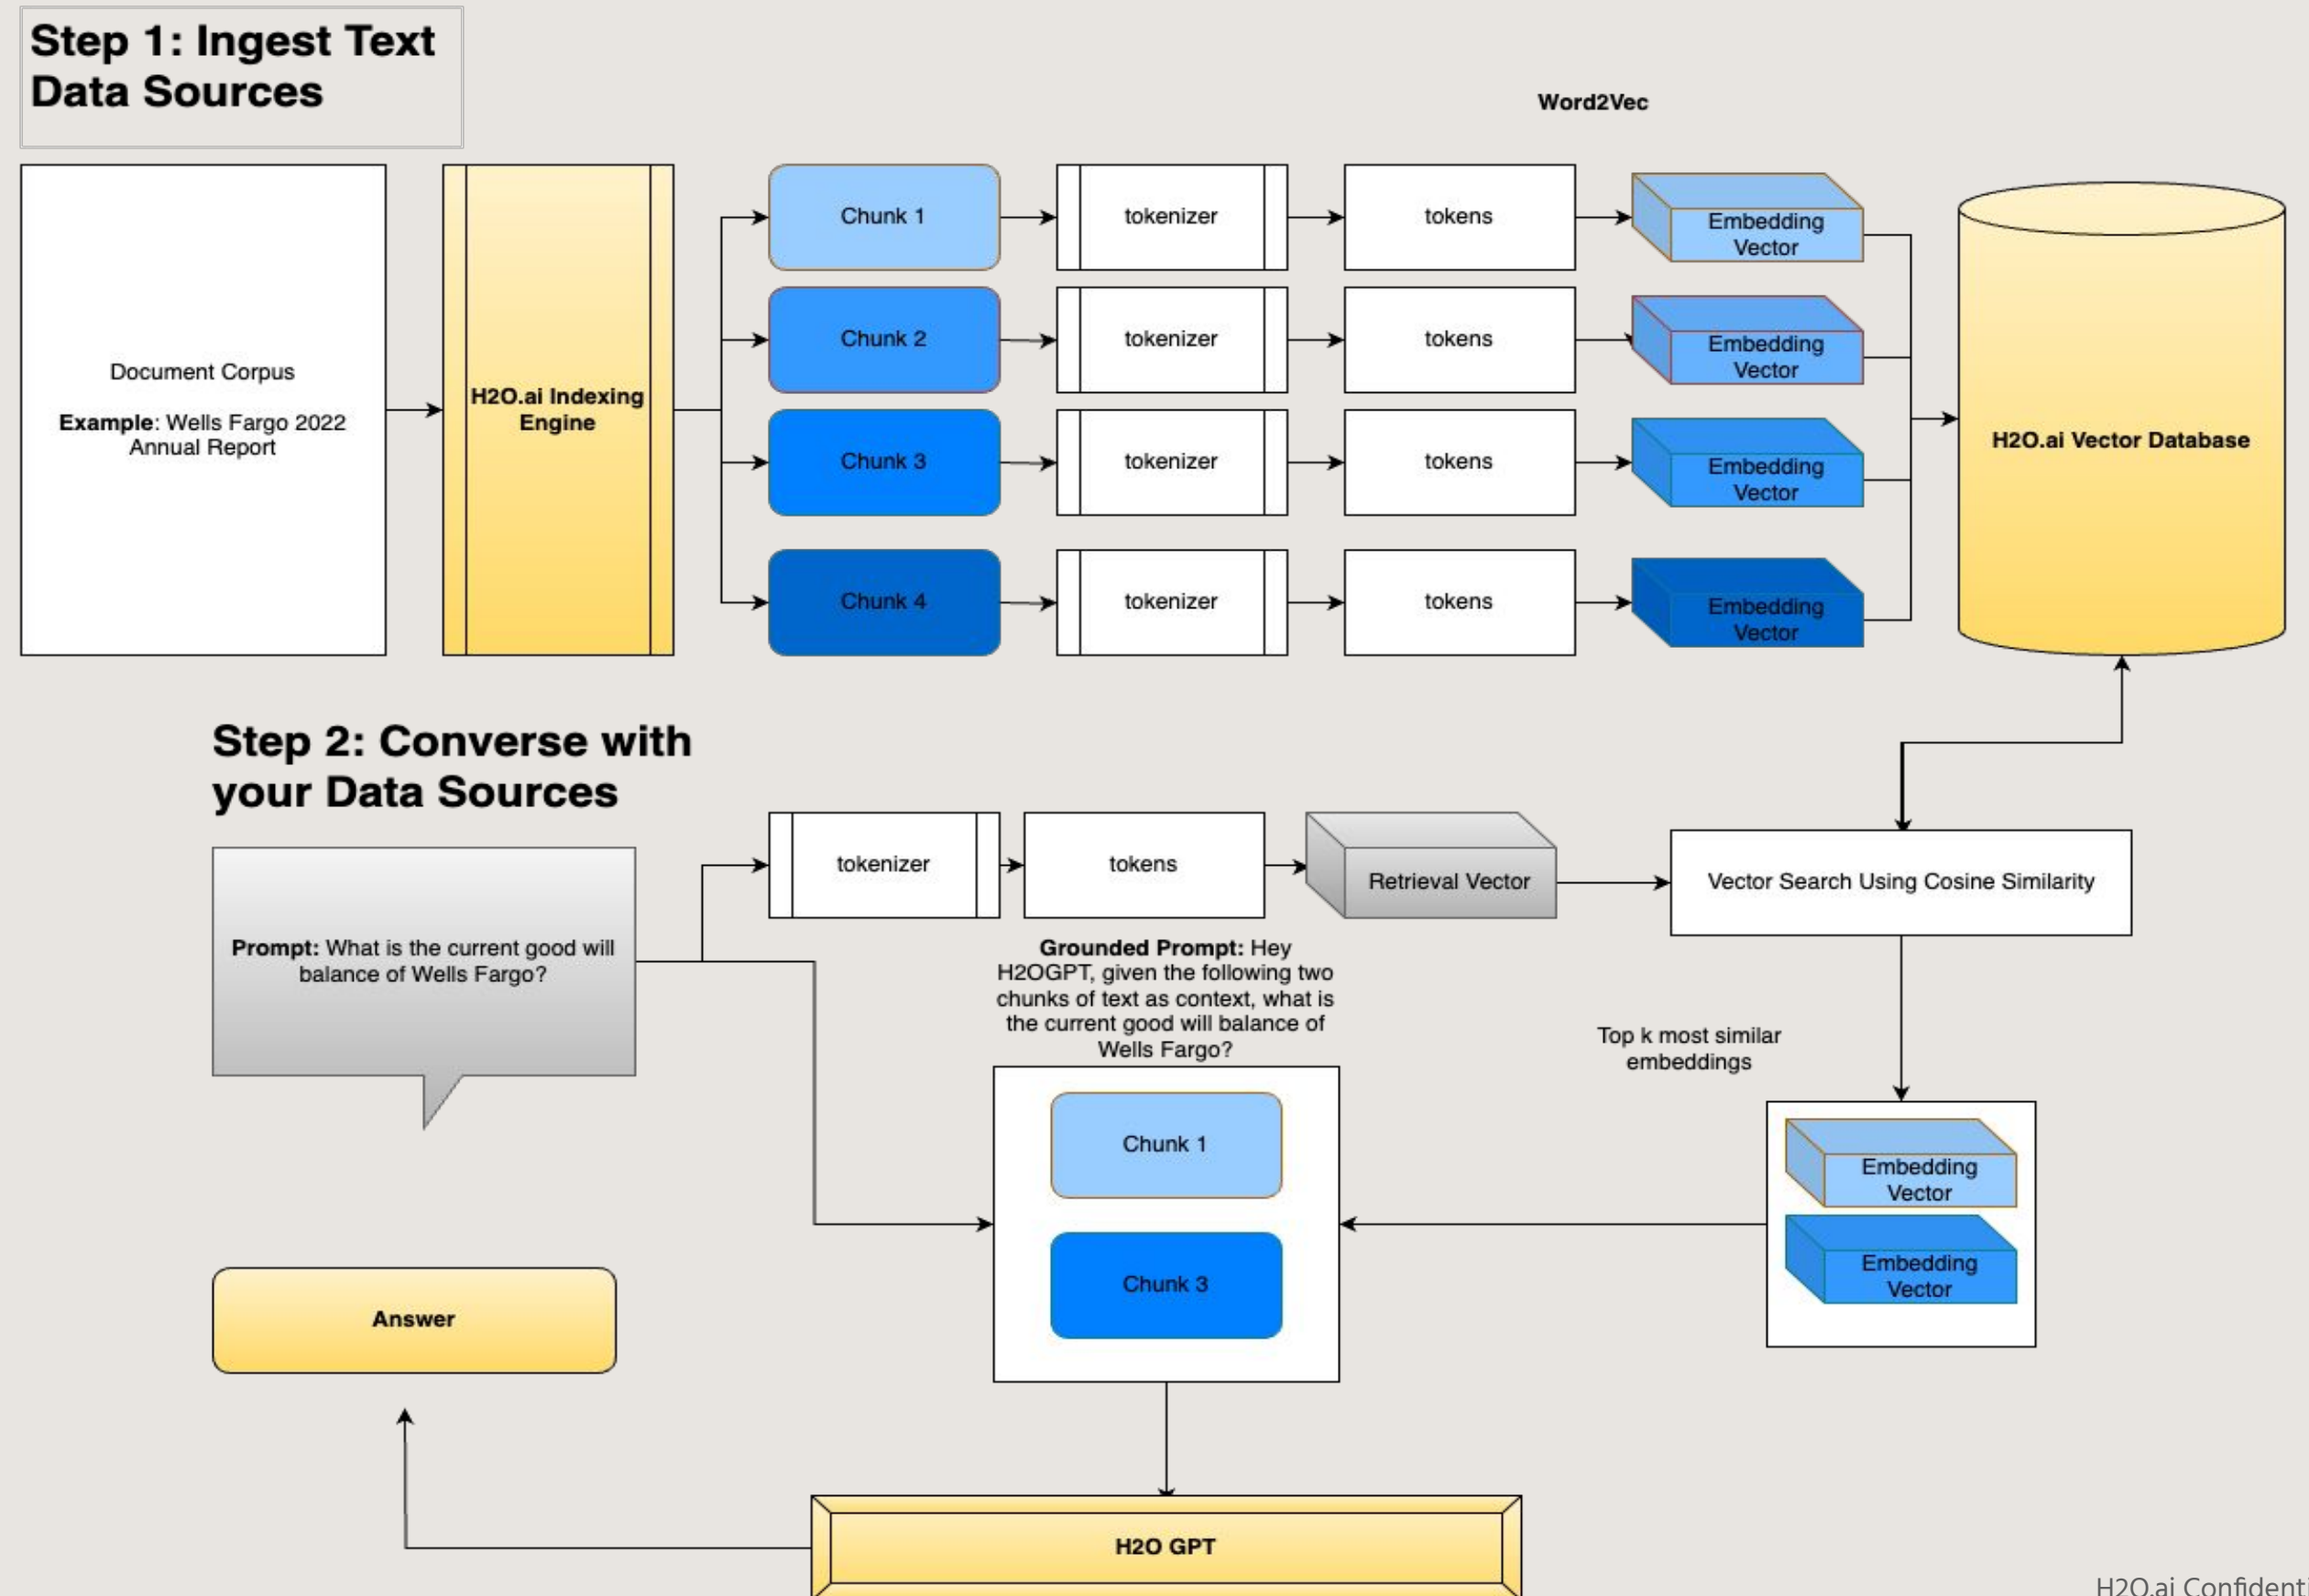 Step 1: Ingest Text
Data Sources
Word2Vec
Document Corpus
Example: Wells Fargo 2022
Annual Report
H2O.ai Indexing
Engine
Chunk 1
tokenizer
tokens
Embedding
Vector
Chunk 2
tokenizer
tokens
Embedding
Vector
Chunk 3
tokenizer
tokens
Embedding
Vector
Chunk 4
tokenizer
tokens
Embedding
Vector
H2O.ai Vector Database
Step 2: Converse with
your Data Sources
Prompt: What is the current good will
balance of Wells Fargo?
tokenizer
tokens
Retrieval Vector
Vector Search Using Cosine Similarity
Grounded Prompt: Hey
H2OGPT, given the following two
chunks of text as context, what is
the current good will balance of
Wells Fargo?
Top k most similar
embeddings
Chunk 1
Chunk 3
Embedding
Vector
Embedding
Vector
Answer
H2O GPT
H2O.ai Confidenti